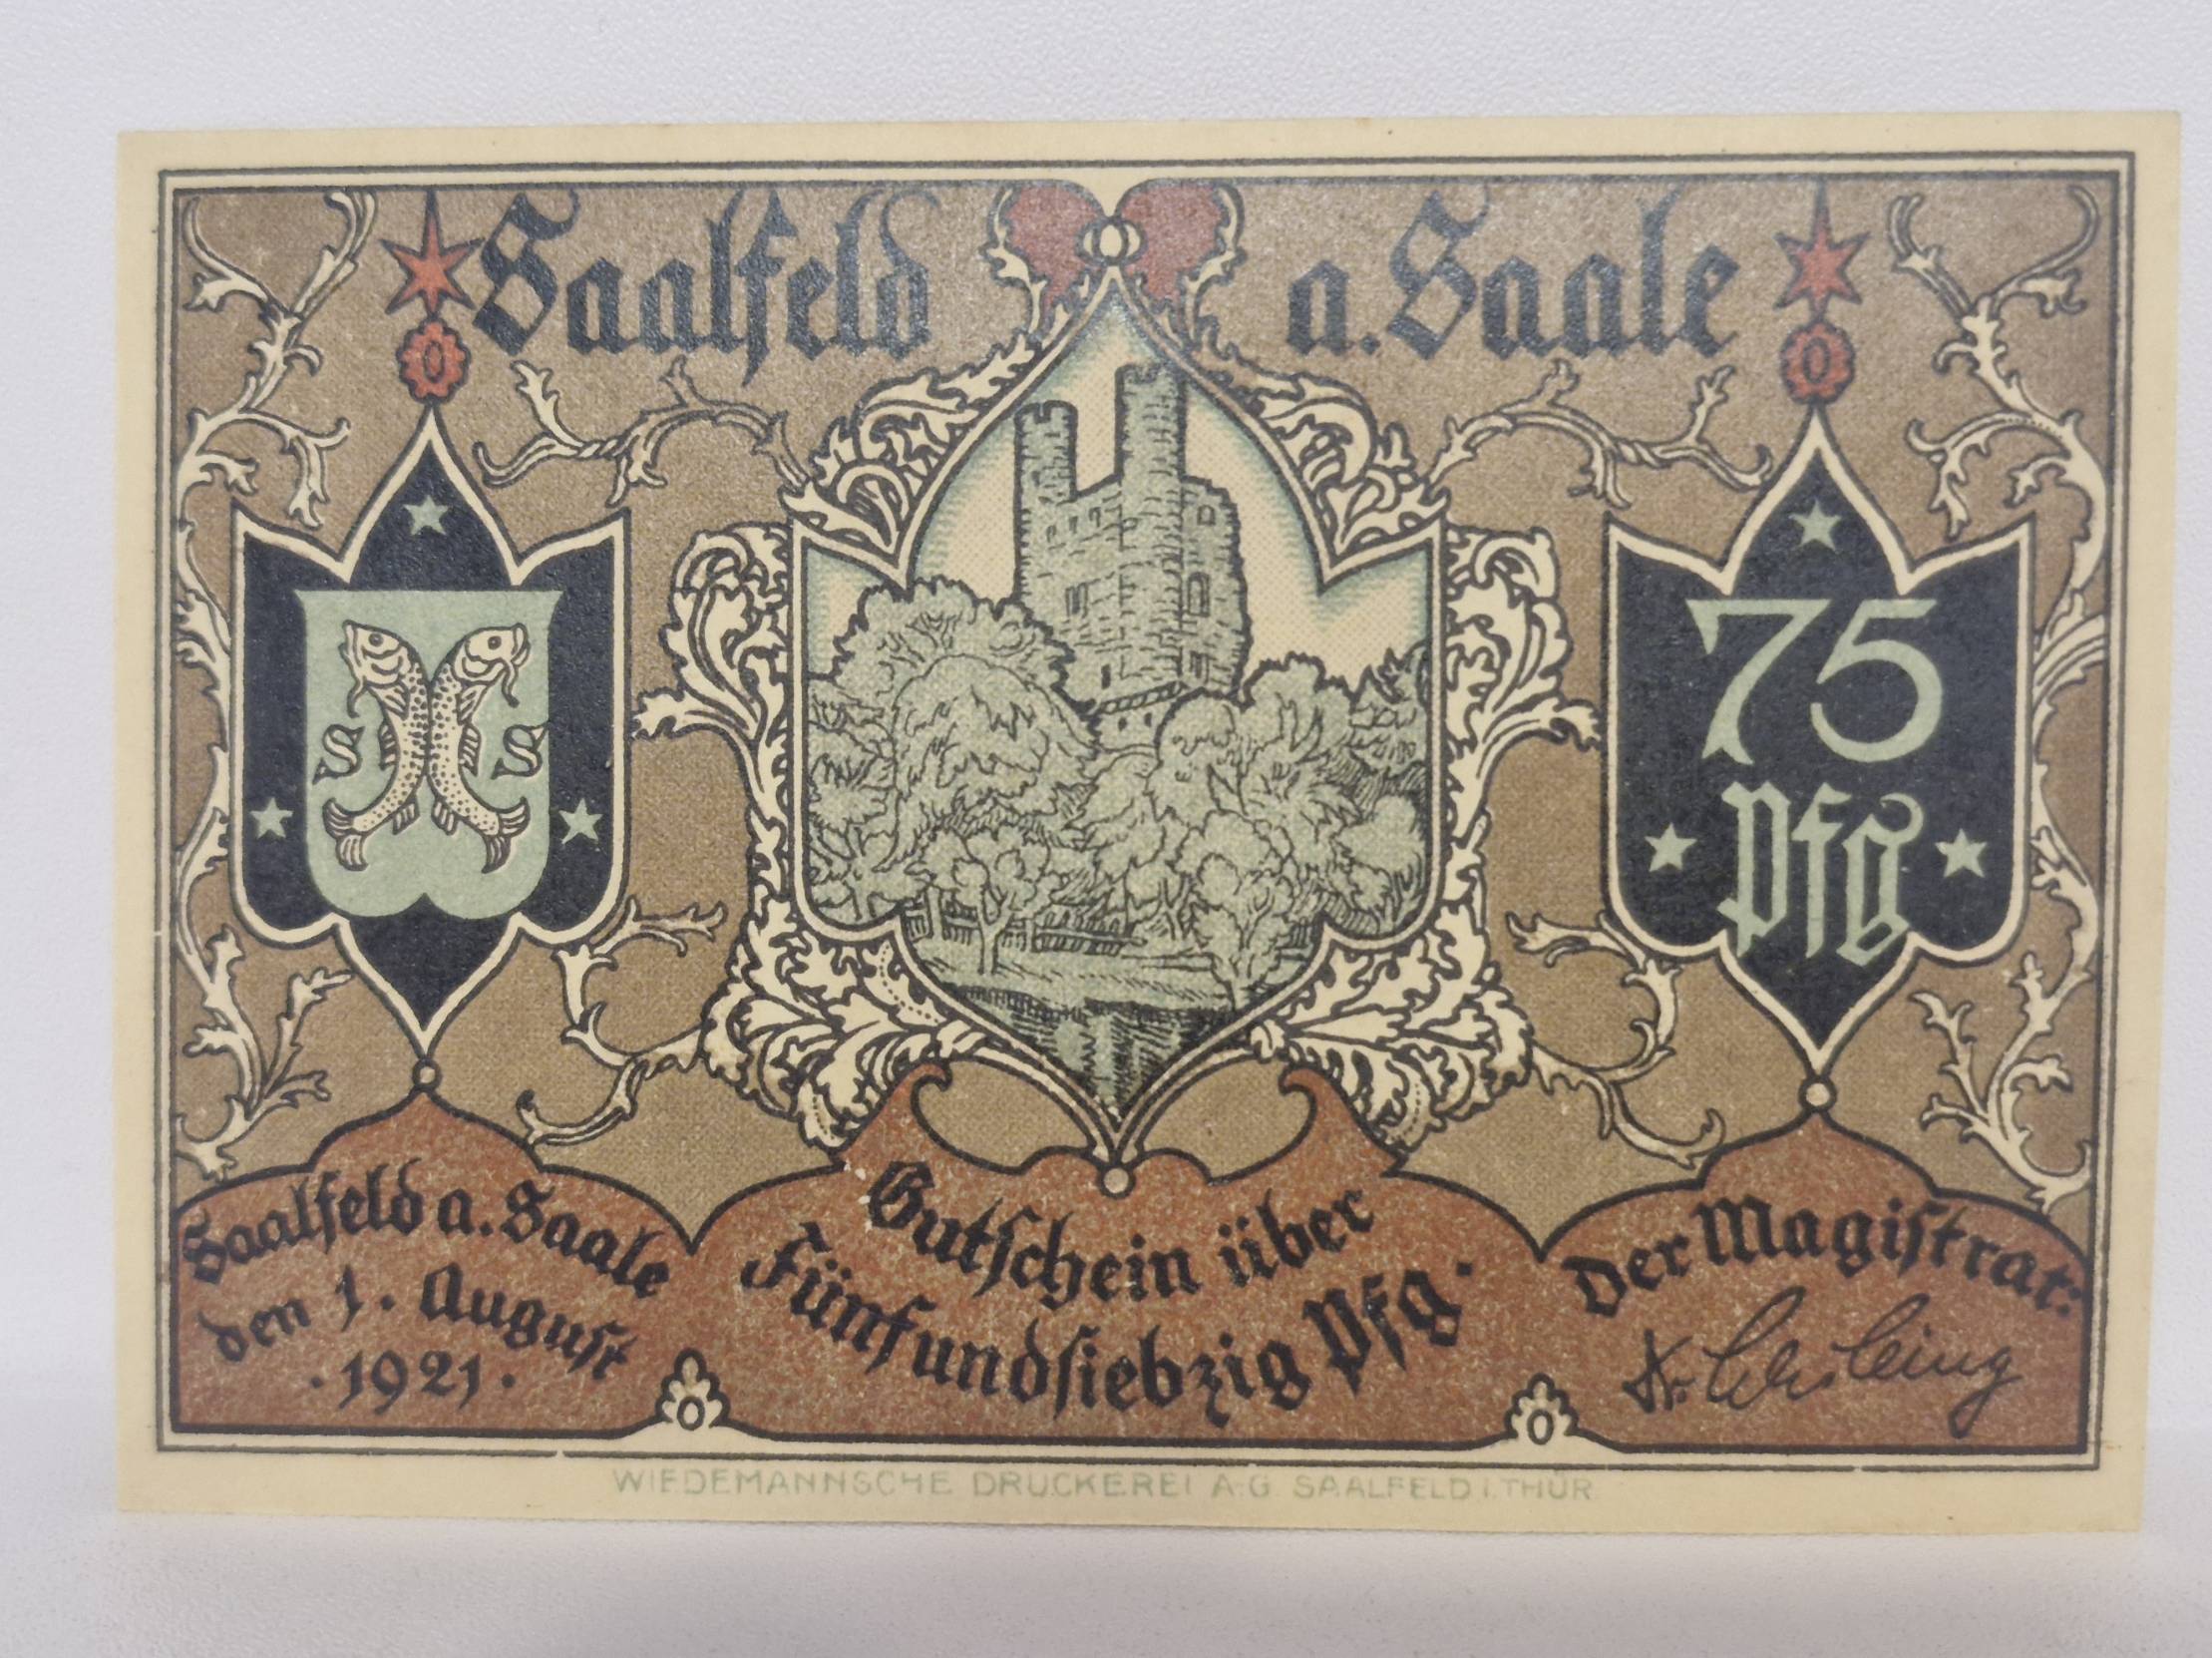 Saalfeld a. Saale
S S
75
Pfg
Saalfeld a. Saale
den 1. August
· 1921 ·
Gutschein über
Fünfundsiebzig Pfg.
Der Magistrat:
Dr.
WIEDEMANNSCHE DRUCKEREI A-G. SAALFELD I. THÜR.